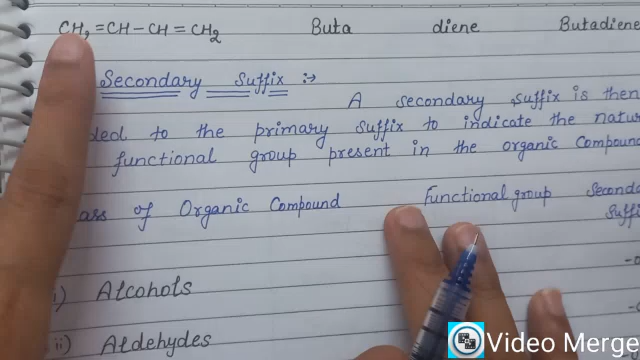 CH₂ =CH – CH = CH₂ Buta diene Butadiene
Secondary Suffix :-
A secondary suffix is then
ded to the primary suffix to indicate the natur
functional group present in the organic Compound
ass of Organic Compound functional group Seconda
Suffi
i) Alcohols
ii) Aldehydes
Video Merge